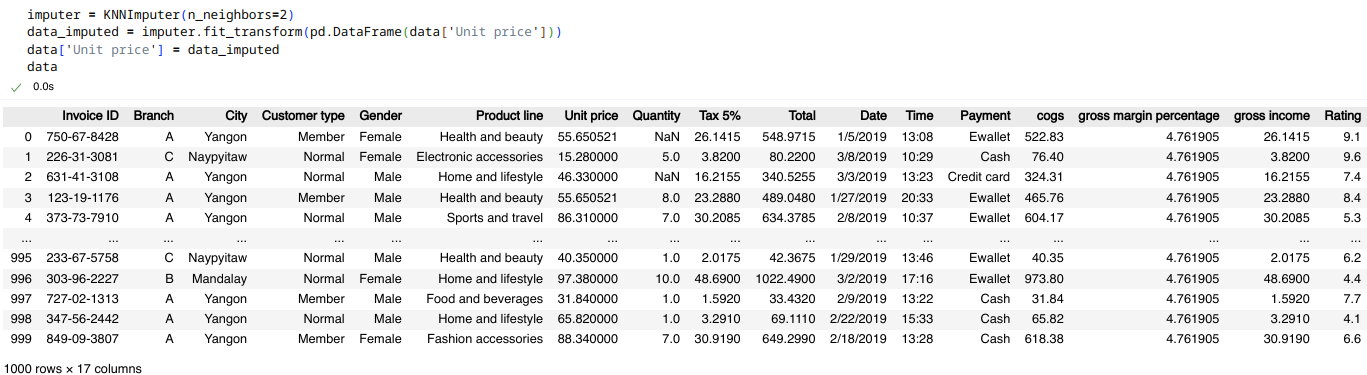 imputer = KNNImputer(n_neighbors=2)
data_imputed = imputer.fit_transform(pd.DataFrame(data['Unit price']))
data['Unit price'] = data_imputed
data
0.0s
Invoice ID Branch City Customer type Gender Product line Unit price Quantity Tax 5% Total Date Time Payment cogs gross margin percentage gross income Rating
0 750-67-8428 A Yangon Member Female Health and beauty 55.650521 NaN 26.1415 548.9715 1/5/2019 13:08 Ewallet 522.83 4.761905 26.1415 9.1
1 226-31-3081 C Naypyitaw Normal Female Electronic accessories 15.280000 5.0 3.8200 80.2200 3/8/2019 10:29 Cash 76.40 4.761905 3.8200 9.6
2 631-41-3108 A Yangon Normal Male Home and lifestyle 46.330000 NaN 16.2155 340.5255 3/3/2019 13:23 Credit card 324.31 4.761905 16.2155 7.4
3 123-19-1176 A Yangon Member Male Health and beauty 55.650521 8.0 23.2880 489.0480 1/27/2019 20:33 Ewallet 465.76 4.761905 23.2880 8.4
4 373-73-7910 A Yangon Normal Male Sports and travel 86.310000 7.0 30.2085 634.3785 2/8/2019 10:37 Ewallet 604.17 4.761905 30.2085 5.3
... ... ... ... ... ... ... ... ... ... ... ... ... ... ... ... ... ...
995 233-67-5758 C Naypyitaw Normal Male Health and beauty 40.350000 1.0 2.0175 42.3675 1/29/2019 13:46 Ewallet 40.35 4.761905 2.0175 6.2
996 303-96-2227 B Mandalay Normal Female Home and lifestyle 97.380000 10.0 48.6900 1022.4900 3/2/2019 17:16 Ewallet 973.80 4.761905 48.6900 4.4
997 727-02-1313 A Yangon Member Male Food and beverages 31.840000 1.0 1.5920 33.4320 2/9/2019 13:22 Cash 31.84 4.761905 1.5920 7.7
998 347-56-2442 A Yangon Normal Male Home and lifestyle 65.820000 1.0 3.2910 69.1110 2/22/2019 15:33 Cash 65.82 4.761905 3.2910 4.1
999 849-09-3807 A Yangon Member Female Fashion accessories 88.340000 7.0 30.9190 649.2990 2/18/2019 13:28 Cash 618.38 4.761905 30.9190 6.6
1000 rows × 17 columns